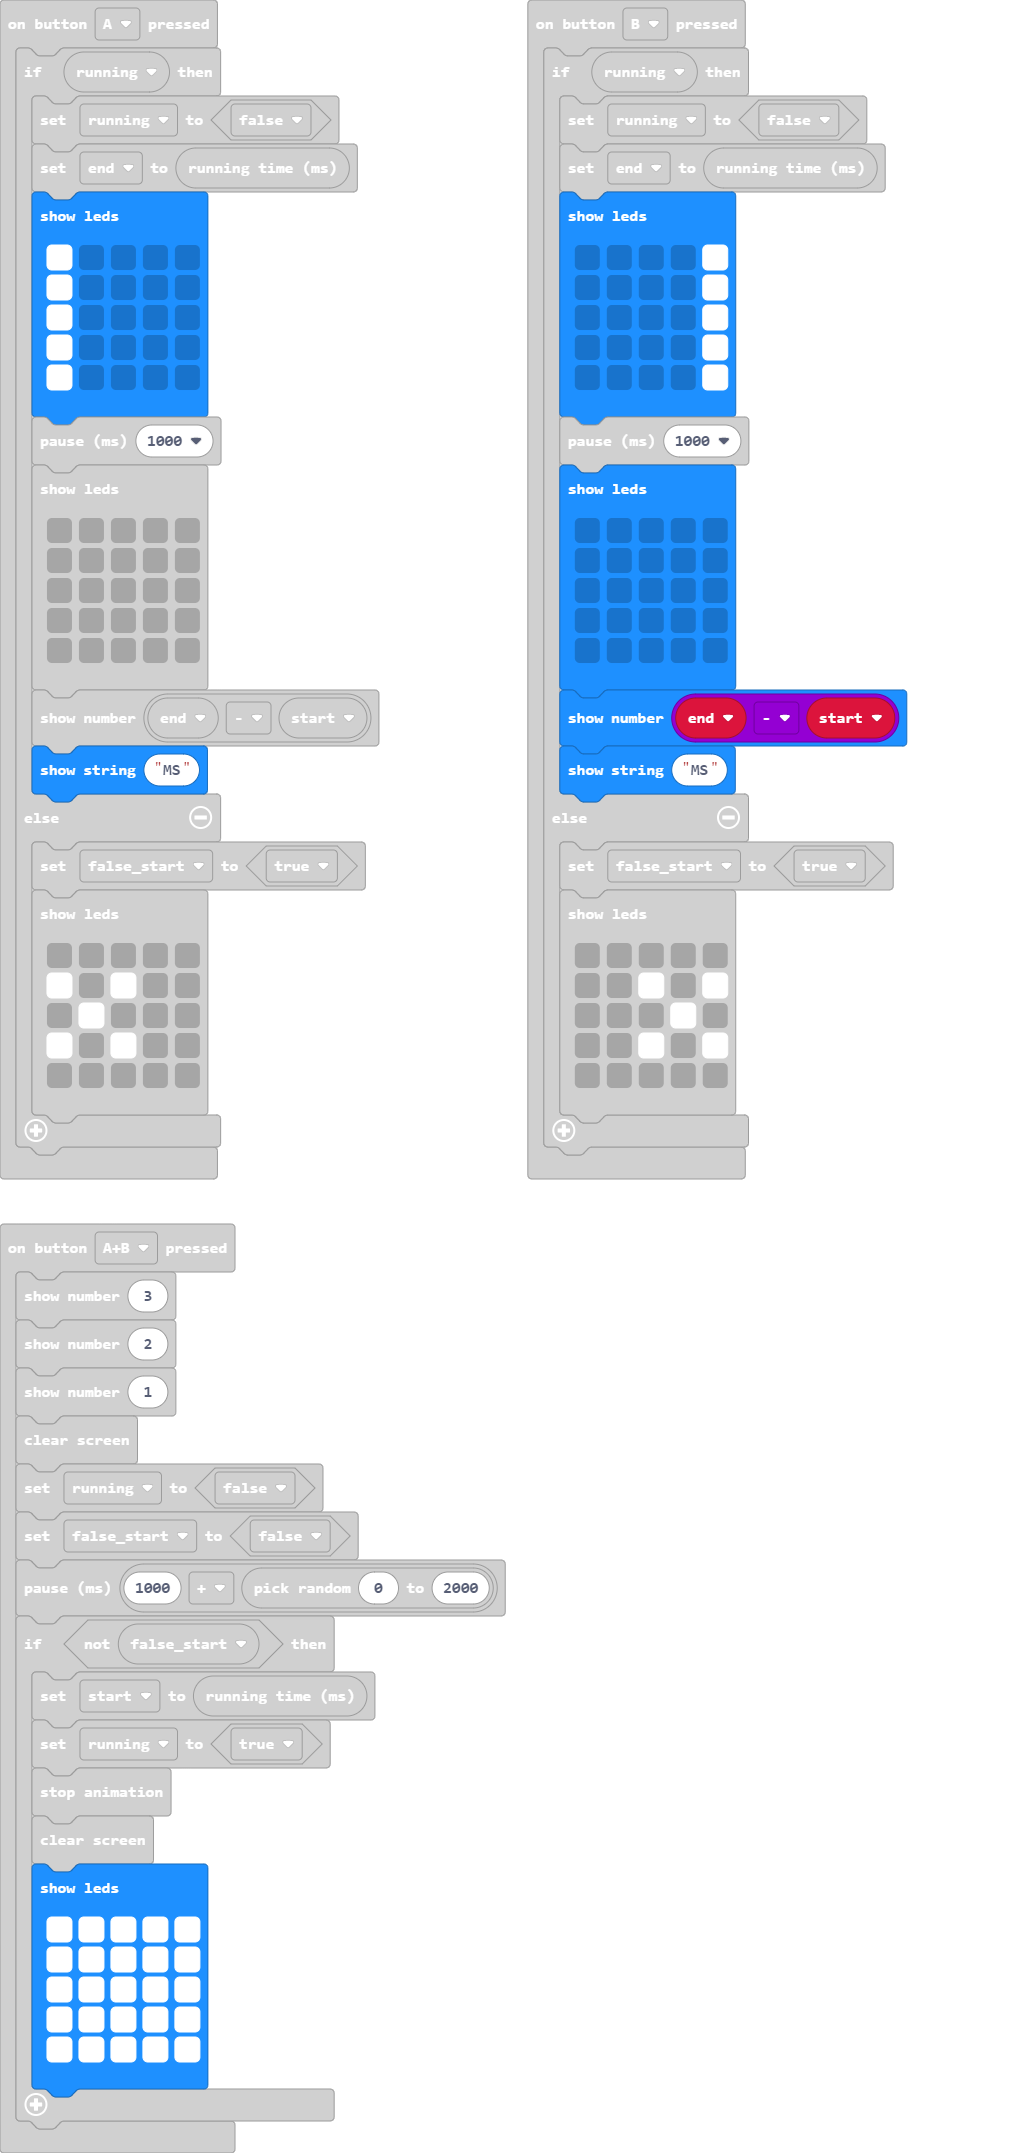 on button A pressed
if running then
set running to false
set end to running time (ms)
show leds
pause (ms) 1000
show leds
show number end - start
show string "MS"
else
set false_start to true
show leds
on button B pressed
if running then
set running to false
set end to running time (ms)
show leds
pause (ms) 1000
show leds
show number end - start
show string "MS"
else
set false_start to true
show leds
on button A+B pressed
show number 3
show number 2
show number 1
clear screen
set running to false
set false_start to false
pause (ms) 1000 + pick random 0 to 2000
if not false_start then
set start to running time (ms)
set running to true
stop animation
clear screen
show leds